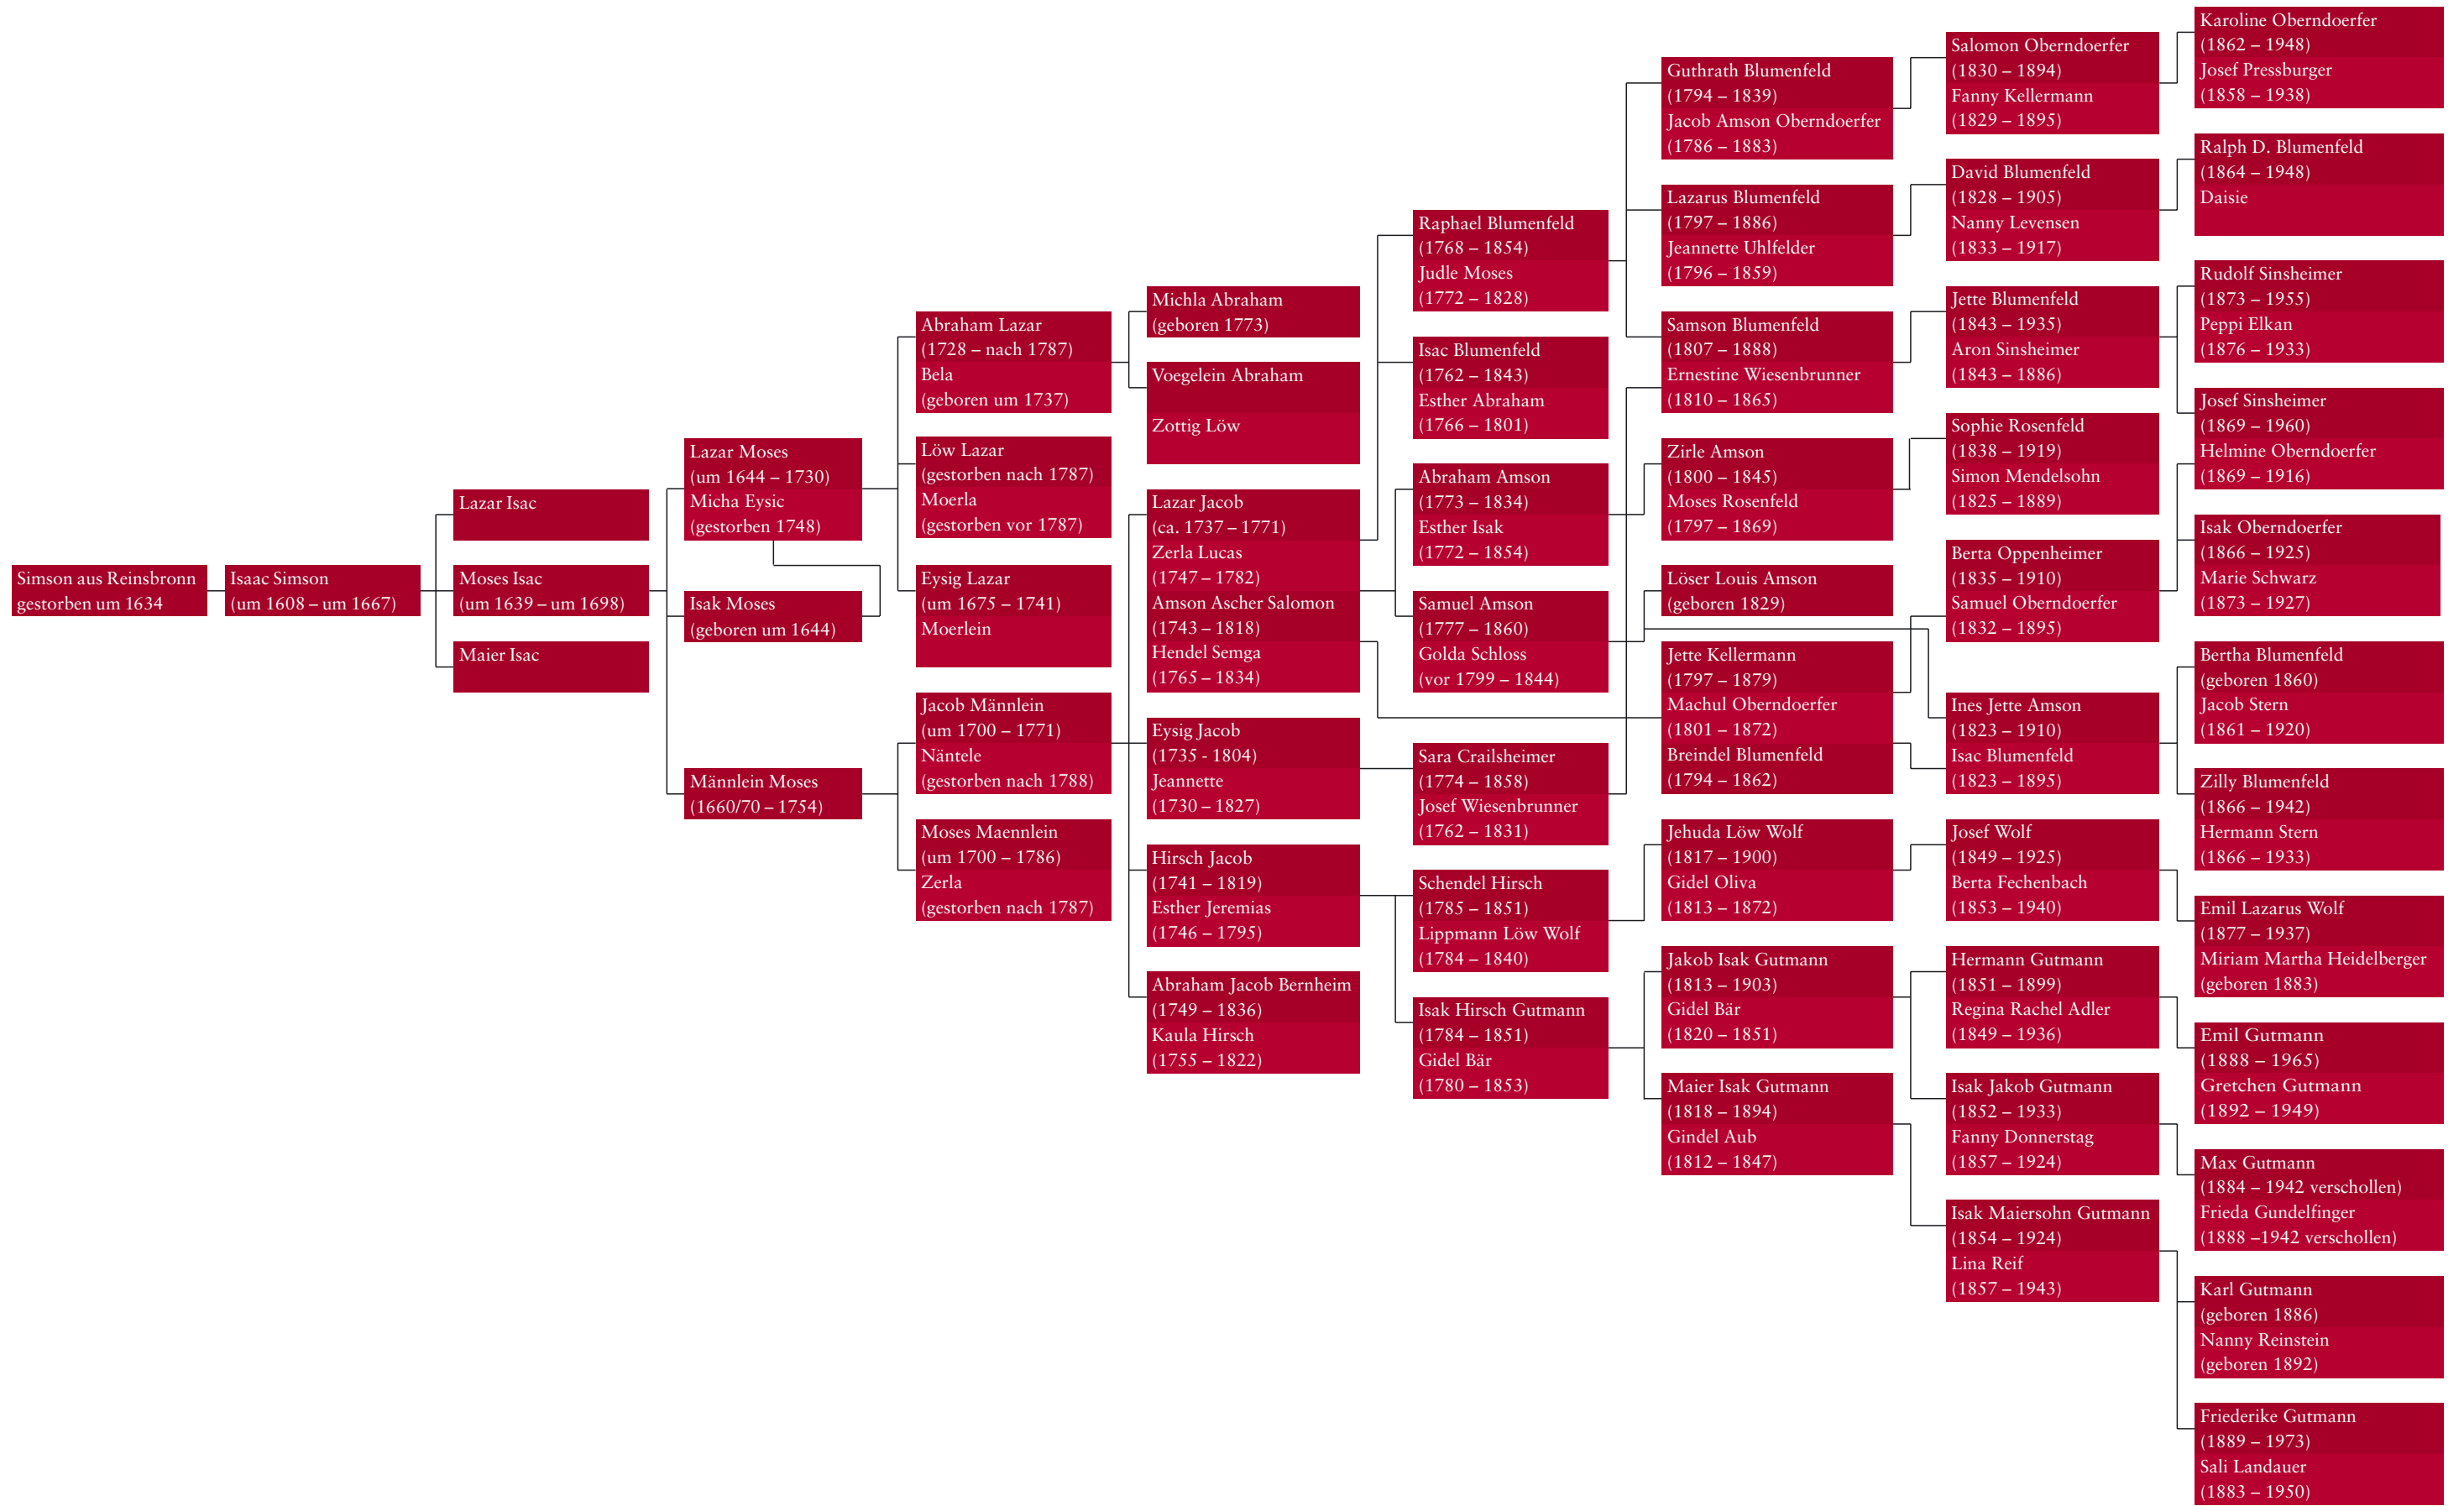 Simson aus Reinsbronn
gestorben um 1634
Isaac Simson
(um 1608 – um 1667)
Lazar Isac
Moses Isac
(um 1639 – um 1698)
Maier Isac
Lazar Moses
(um 1644 – 1730)
Micha Eysic
(gestorben 1748)
Isak Moses
(geboren um 1644)
Männlein Moses
(1660/70 – 1754)
Abraham Lazar
(1728 – nach 1787)
Bela
(geboren um 1737)
Löw Lazar
(gestorben nach 1787)
Moerla
(gestorben vor 1787)
Eysig Lazar
(um 1675 – 1741)
Moerlein
Jacob Männlein
(um 1700 – 1771)
Näntele
(gestorben nach 1788)
Moses Maennlein
(um 1700 – 1786)
Zerla
(gestorben nach 1787)
Michla Abraham
(geboren 1773)
Voegelein Abraham
Zottig Löw
Lazar Jacob
(ca. 1737 – 1771)
Zerla Lucas
(1747 – 1782)
Amson Ascher Salomon
(1743 – 1818)
Hendel Semga
(1765 – 1834)
Eysig Jacob
(1735 - 1804)
Jeannette
(1730 – 1827)
Hirsch Jacob
(1741 – 1819)
Esther Jeremias
(1746 – 1795)
Abraham Jacob Bernheim
(1749 – 1836)
Kaula Hirsch
(1755 – 1822)
Raphael Blumenfeld
(1768 – 1854)
Judle Moses
(1772 – 1828)
Isac Blumenfeld
(1762 – 1843)
Esther Abraham
(1766 – 1801)
Abraham Amson
(1773 – 1834)
Esther Isak
(1772 – 1854)
Samuel Amson
(1777 – 1860)
Golda Schloss
(vor 1799 – 1844)
Sara Crailsheimer
(1774 – 1858)
Josef Wiesenbrunner
(1762 – 1831)
Schendel Hirsch
(1785 – 1851)
Lippmann Löw Wolf
(1784 – 1840)
Isak Hirsch Gutmann
(1784 – 1851)
Gidel Bär
(1780 – 1853)
Guthrath Blumenfeld
(1794 – 1839)
Jacob Amson Oberndoerfer
(1786 – 1883)
Lazarus Blumenfeld
(1797 – 1886)
Jeannette Uhlfelder
(1796 – 1859)
Samson Blumenfeld
(1807 – 1888)
Ernestine Wiesenbrunner
(1810 – 1865)
Zirle Amson
(1800 – 1845)
Moses Rosenfeld
(1797 – 1869)
Löser Louis Amson
(geboren 1829)
Jette Kellermann
(1797 – 1879)
Machul Oberndoerfer
(1801 – 1872)
Breindel Blumenfeld
(1794 – 1862)
Jehuda Löw Wolf
(1817 – 1900)
Gidel Oliva
(1813 – 1872)
Jakob Isak Gutmann
(1813 – 1903)
Gidel Bär
(1820 – 1851)
Maier Isak Gutmann
(1818 – 1894)
Gindel Aub
(1812 – 1847)
Salomon Oberndoerfer
(1830 – 1894)
Fanny Kellermann
(1829 – 1895)
David Blumenfeld
(1828 – 1905)
Nanny Levensen
(1833 – 1917)
Jette Blumenfeld
(1843 – 1935)
Aron Sinsheimer
(1843 – 1886)
Sophie Rosenfeld
(1838 – 1919)
Simon Mendelsohn
(1825 – 1889)
Berta Oppenheimer
(1835 – 1910)
Samuel Oberndoerfer
(1832 – 1895)
Ines Jette Amson
(1823 – 1910)
Isac Blumenfeld
(1823 – 1895)
Josef Wolf
(1849 – 1925)
Berta Fechenbach
(1853 – 1940)
Hermann Gutmann
(1851 – 1899)
Regina Rachel Adler
(1849 – 1936)
Isak Jakob Gutmann
(1852 – 1933)
Fanny Donnerstag
(1857 – 1924)
Isak Maiersohn Gutmann
(1854 – 1924)
Lina Reif
(1857 – 1943)
Karoline Oberndoerfer
(1862 – 1948)
Josef Pressburger
(1858 – 1938)
Ralph D. Blumenfeld
(1864 – 1948)
Daisie
Rudolf Sinsheimer
(1873 – 1955)
Peppi Elkan
(1876 – 1933)
Josef Sinsheimer
(1869 – 1960)
Helmine Oberndoerfer
(1869 – 1916)
Isak Oberndoerfer
(1866 – 1925)
Marie Schwarz
(1873 – 1927)
Bertha Blumenfeld
(geboren 1860)
Jacob Stern
(1861 – 1920)
Zilly Blumenfeld
(1866 – 1942)
Hermann Stern
(1866 – 1933)
Emil Lazarus Wolf
(1877 – 1937)
Miriam Martha Heidelberger
(geboren 1883)
Emil Gutmann
(1888 – 1965)
Gretchen Gutmann
(1892 – 1949)
Max Gutmann
(1884 – 1942 verschollen)
Frieda Gundelfinger
(1888 –1942 verschollen)
Karl Gutmann
(geboren 1886)
Nanny Reinstein
(geboren 1892)
Friederike Gutmann
(1889 – 1973)
Sali Landauer
(1883 – 1950)